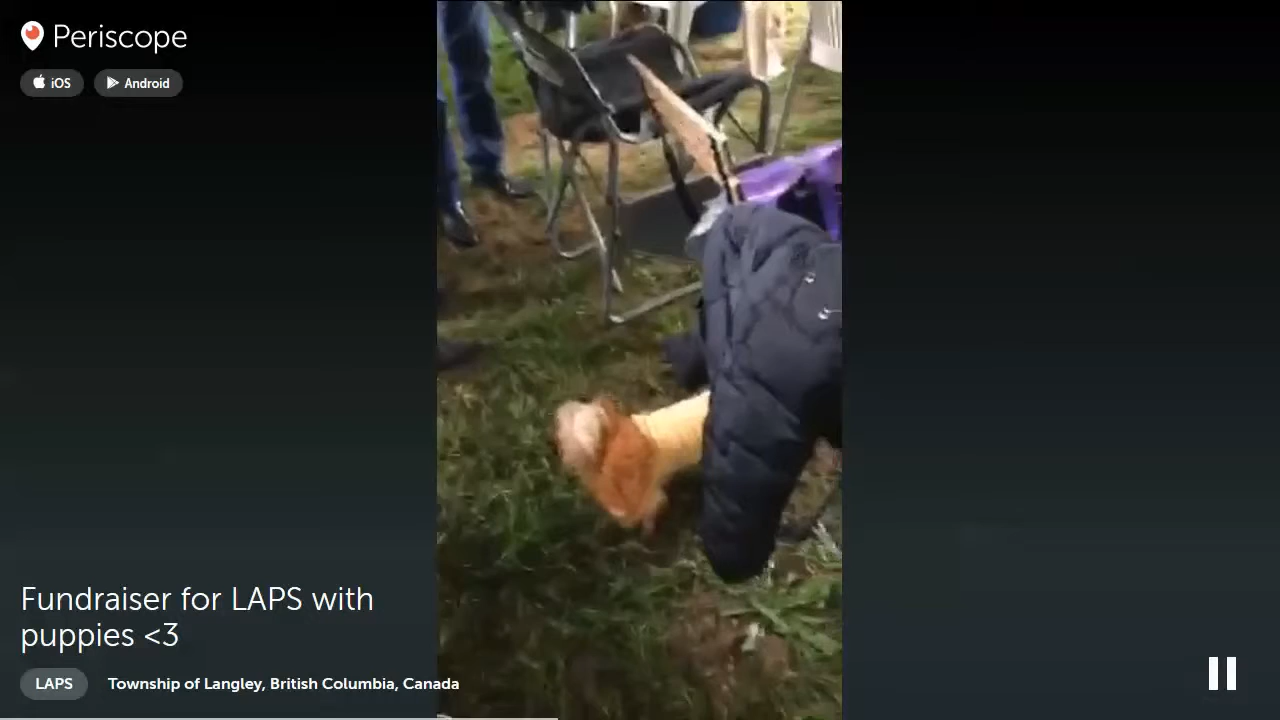 Periscope
iOS
Android
Fundraiser for LAPS with
puppies <3
LAPS
Township of Langley, British Columbia, Canada